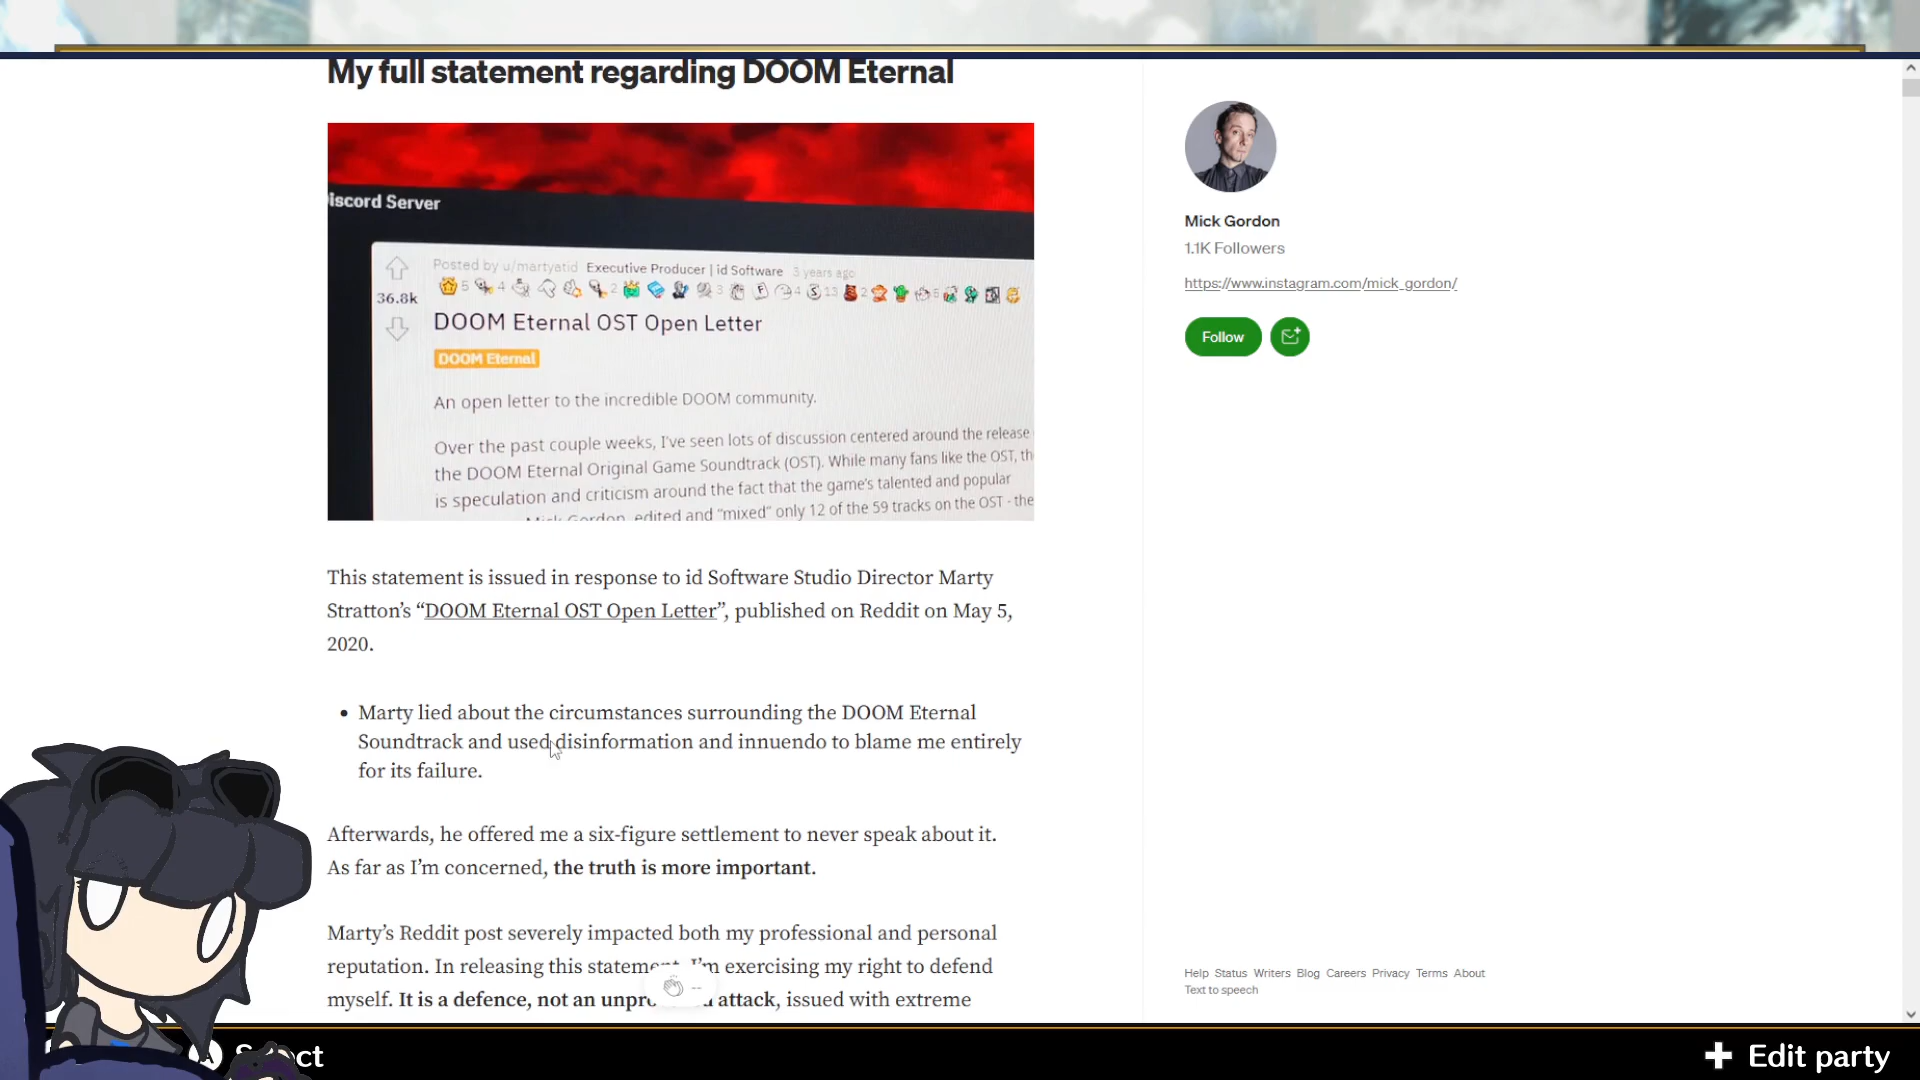 My full statement regarding DOOM Eternal
iscord Server
Posted by u/martyatid Executive Producer | id Software 3 years ago
5 4 2 3 4 13 2 5
36.8k
DOOM Eternal OST Open Letter
DOOM Eternal
An open letter to the incredible DOOM community.
Over the past couple weeks, I've seen lots of discussion centered around the release
the DOOM Eternal Original Game Soundtrack (OST). While many fans like the OST, th
is speculation and criticism around the fact that the game's talented and popular
Mick Gordon, edited and "mixed" only 12 of the 59 tracks on the OST - the
This statement is issued in response to id Software Studio Director Marty
Stratton's “DOOM Eternal OST Open Letter”, published on Reddit on May 5,
2020.
• Marty lied about the circumstances surrounding the DOOM Eternal
Soundtrack and used disinformation and innuendo to blame me entirely
for its failure.
Afterwards, he offered me a six-figure settlement to never speak about it.
As far as I'm concerned, the truth is more important.
Marty's Reddit post severely impacted both my professional and personal
reputation. In releasing this statement, I'm exercising my right to defend
myself. It is a defence, not an attack, issued with extreme
--
Mick Gordon
1.1K Followers
https://www.instagram.com/mick_gordon/
Follow
Help Status Writers Blog Careers Privacy Terms About
Text to speech
Edit party